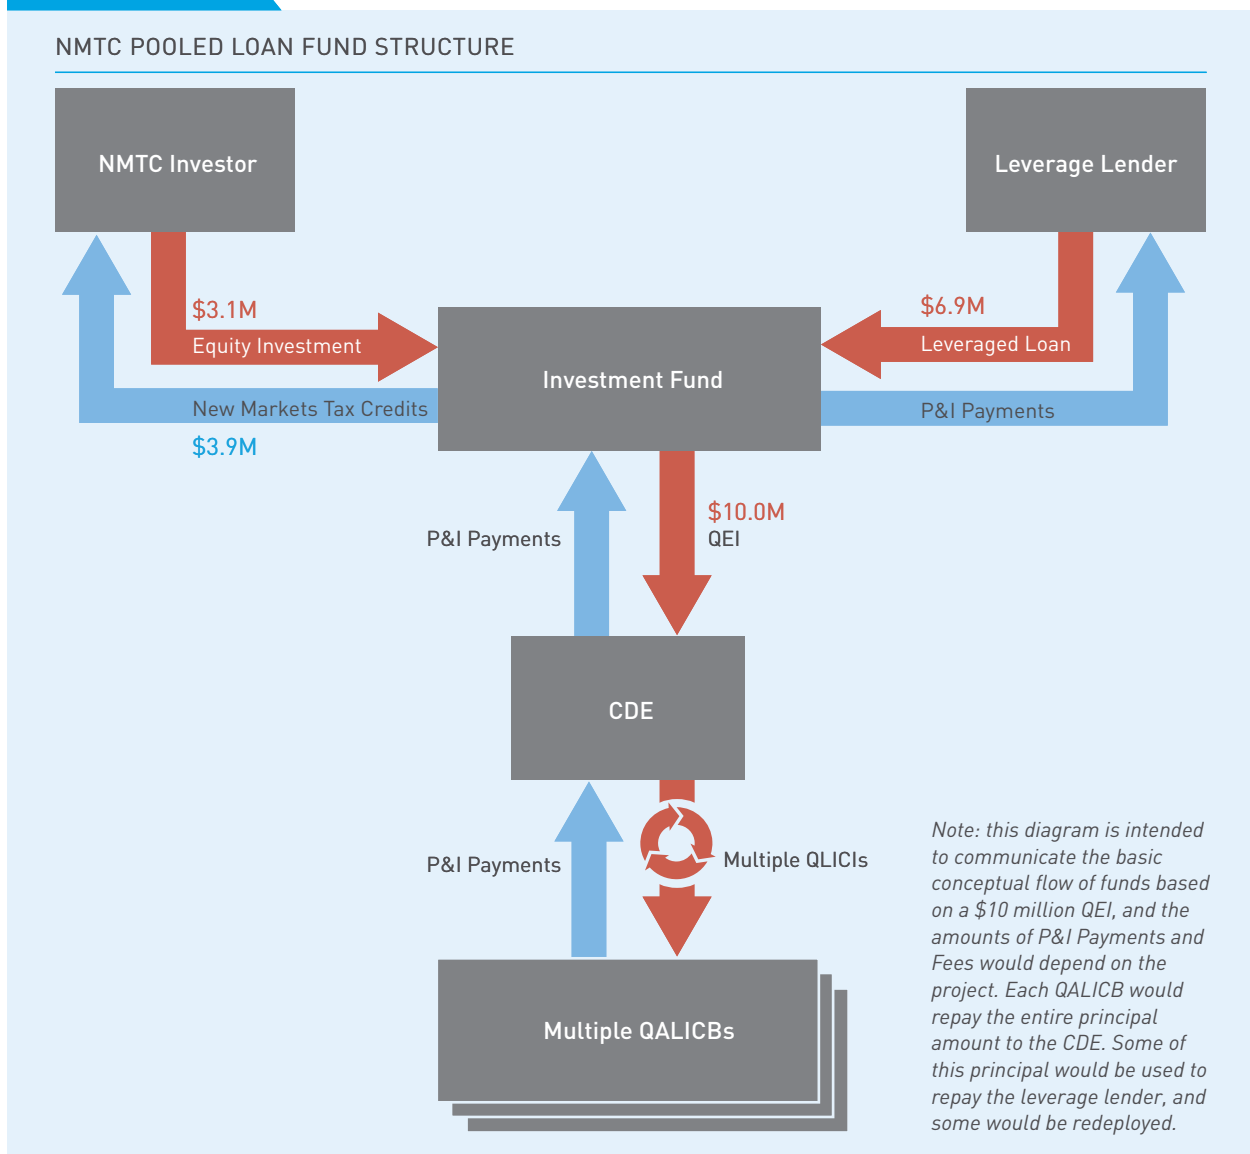 NMTC POOLED LOAN FUND STRUCTURE
NMTC Investor
Leverage Lender
$3.1M
Equity Investment
$6.9M
Leveraged Loan
Investment Fund
New Markets Tax Credits
$3.9M
P&I Payments
P&I Payments
$10.0M
QEI
CDE
P&I Payments
Multiple QLICIs
Multiple QALICBs
Note: this diagram is intended
to communicate the basic
conceptual flow of funds based
on a $10 million QEI, and the
amounts of P&I Payments and
Fees would depend on the
project. Each QALICB would
repay the entire principal
amount to the CDE. Some of
this principal would be used to
repay the leverage lender, and
some would be redeployed.